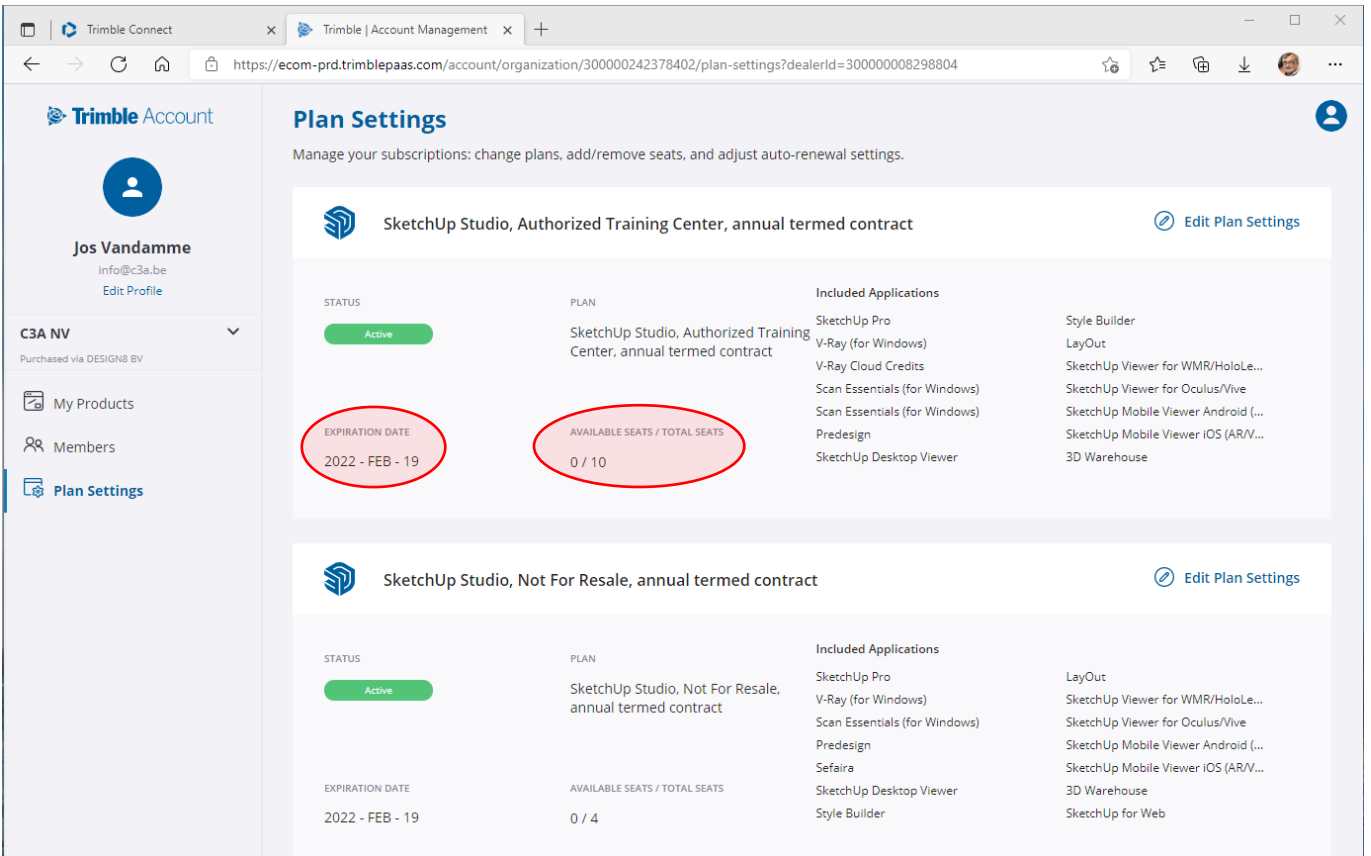 Trimble Connect
Trimble | Account Management
https://ecom-prd.trimblepaas.com/account/organization/300000242378402/plan-settings?dealerId=300000008298804
Trimble Account
Jos Vandamme
info@c3a.be
Edit Profile
C3A NV
Purchased via DESIGN8 BV
My Products
Members
Plan Settings
Plan Settings
Manage your subscriptions: change plans, add/remove seats, and adjust auto-renewal settings.
SketchUp Studio, Authorized Training Center, annual termed contract
Edit Plan Settings
STATUS
Active
PLAN
SketchUp Studio, Authorized Training
Center, annual termed contract
EXPIRATION DATE
2022 - FEB - 19
AVAILABLE SEATS / TOTAL SEATS
0 / 10
Included Applications
SketchUp Pro
V-Ray (for Windows)
V-Ray Cloud Credits
Scan Essentials (for Windows)
Scan Essentials (for Windows)
Predesign
SketchUp Desktop Viewer
Style Builder
LayOut
SketchUp Viewer for WMR/HoloLe...
SketchUp Viewer for Oculus/Vive
SketchUp Mobile Viewer Android (...
SketchUp Mobile Viewer iOS (AR/V...
3D Warehouse
SketchUp Studio, Not For Resale, annual termed contract
Edit Plan Settings
STATUS
Active
PLAN
SketchUp Studio, Not For Resale,
annual termed contract
EXPIRATION DATE
2022 - FEB - 19
AVAILABLE SEATS / TOTAL SEATS
0 / 4
Included Applications
SketchUp Pro
V-Ray (for Windows)
Scan Essentials (for Windows)
Predesign
Sefaira
SketchUp Desktop Viewer
Style Builder
LayOut
SketchUp Viewer for WMR/HoloLe...
SketchUp Viewer for Oculus/Vive
SketchUp Mobile Viewer Android (...
SketchUp Mobile Viewer iOS (AR/V...
3D Warehouse
SketchUp for Web